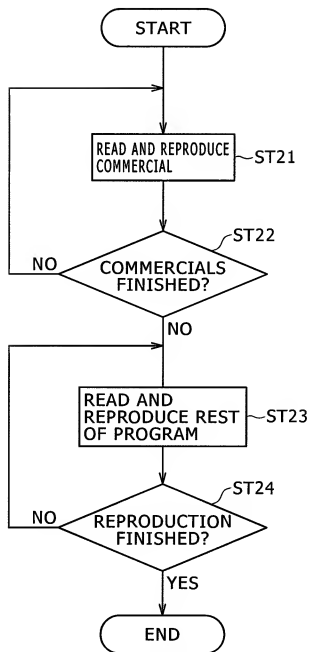 START
READ AND REPRODUCE
COMMERCIAL
ST21
ST22
COMMERCIALS
FINISHED?
NO
NO
READ AND
REPRODUCE REST
OF PROGRAM
ST23
ST24
REPRODUCTION
FINISHED?
NO
YES
END